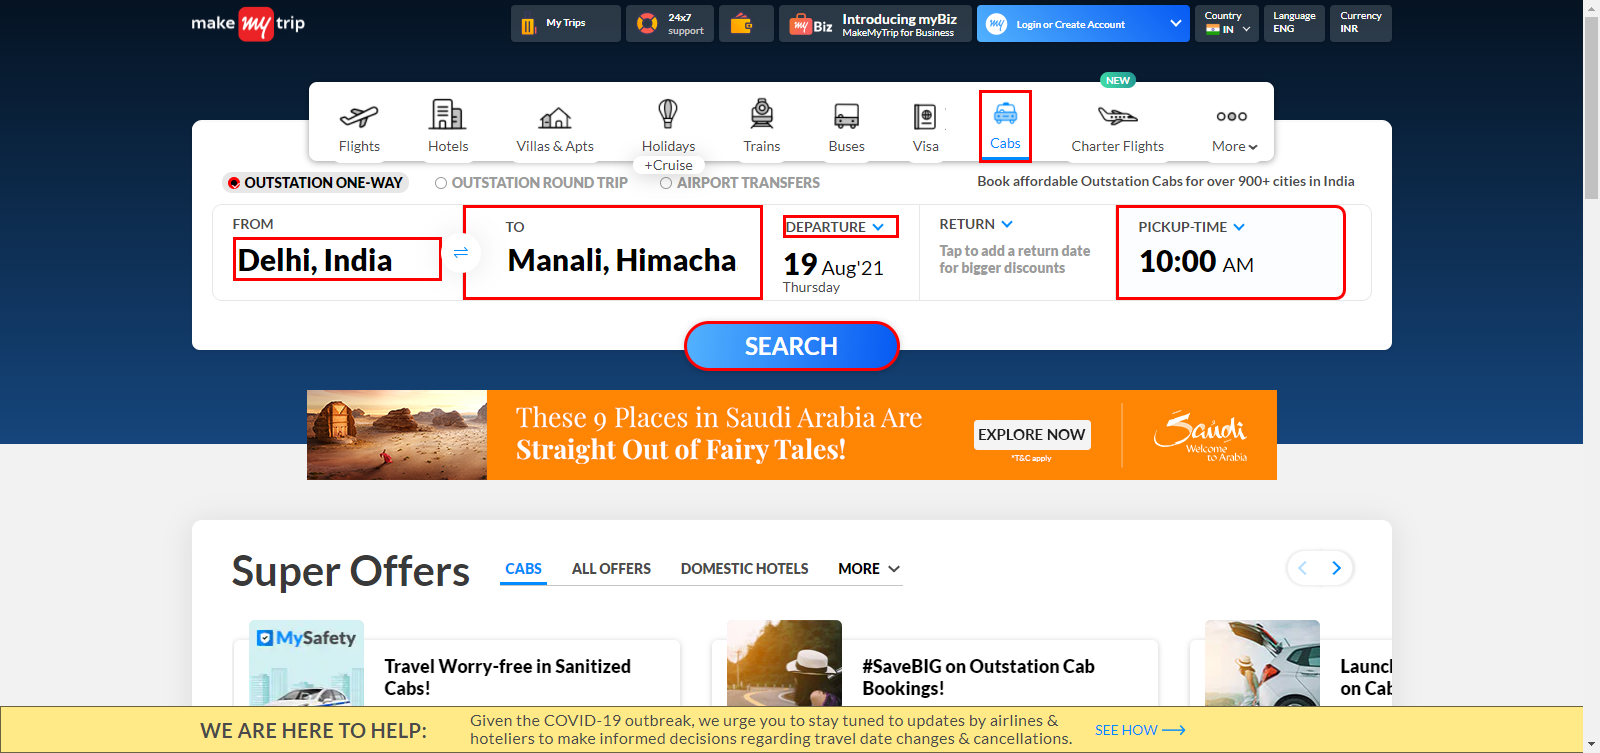 make my trip
My Trips
24x7
support
my Biz
Introducing myBiz
MakeMyTrip for Business
my
Login or Create Account
Country
IN
Language
ENG
Currency
INR
NEW
Flights
Hotels
Villas & Apts
Holidays
+Cruise
Trains
Buses
Visa
Cabs
Charter Flights
More
OUTSTATION ONE-WAY
OUTSTATION ROUND TRIP
AIRPORT TRANSFERS
Book affordable Outstation Cabs for over 900+ cities in India
FROM
Delhi, India
TO
Manali, Himacha
DEPARTURE
19 Aug'21
Thursday
RETURN
Tap to add a return date
for bigger discounts
PICKUP-TIME
10:00 AM
SEARCH
These 9 Places in Saudi Arabia Are
Straight Out of Fairy Tales!
EXPLORE NOW
*T&C apply
Saudi
Welcome
to Arabia
Super Offers
CABS
ALL OFFERS
DOMESTIC HOTELS
MORE
MySafety
Travel Worry-free in Sanitized
Cabs!
#SaveBIG on Outstation Cab
Bookings!
Launcl
on Cab
WE ARE HERE TO HELP:
Given the COVID-19 outbreak, we urge you to stay tuned to updates by airlines &
hoteliers to make informed decisions regarding travel date changes & cancellations.
SEE HOW